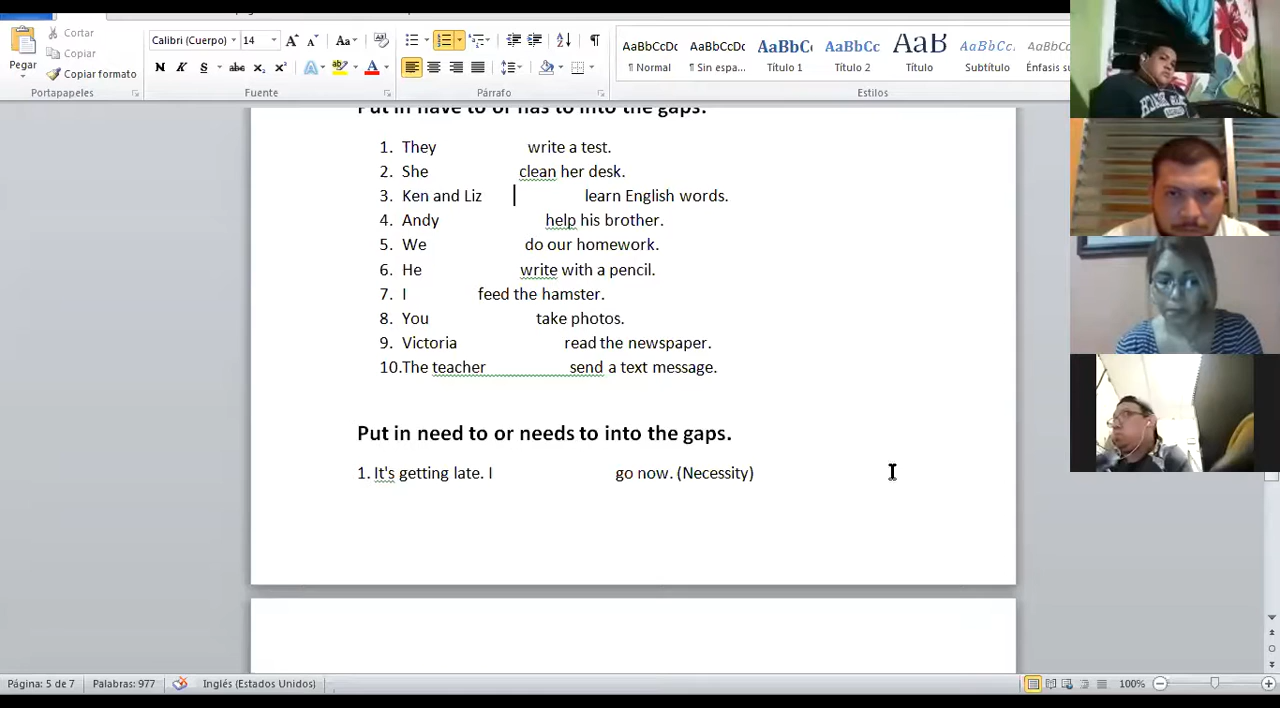 Cortar
Copiar
Copiar formato
Pegar
Portapapeles
Calibri (Cuerpo) 14
Fuente
Párrafo
AaBbCcDc AaBbCcDc AaBbC AaBbCc AaB AaBbCc AaBbCcD
¶ Normal ¶ Sin espa... Título 1 Título 2 Título Subtítulo Énfasis su
Estilos
Put in have to or has to into the gaps.
1. They write a test.
2. She clean her desk.
3. Ken and Liz learn English words.
4. Andy help his brother.
5. We do our homework.
6. He write with a pencil.
7. I feed the hamster.
8. You take photos.
9. Victoria read the newspaper.
10.The teacher send a text message.
Put in need to or needs to into the gaps.
1. It's getting late. I go now. (Necessity)
Página: 5 de 7 Palabras: 977 Inglés (Estados Unidos) 100%